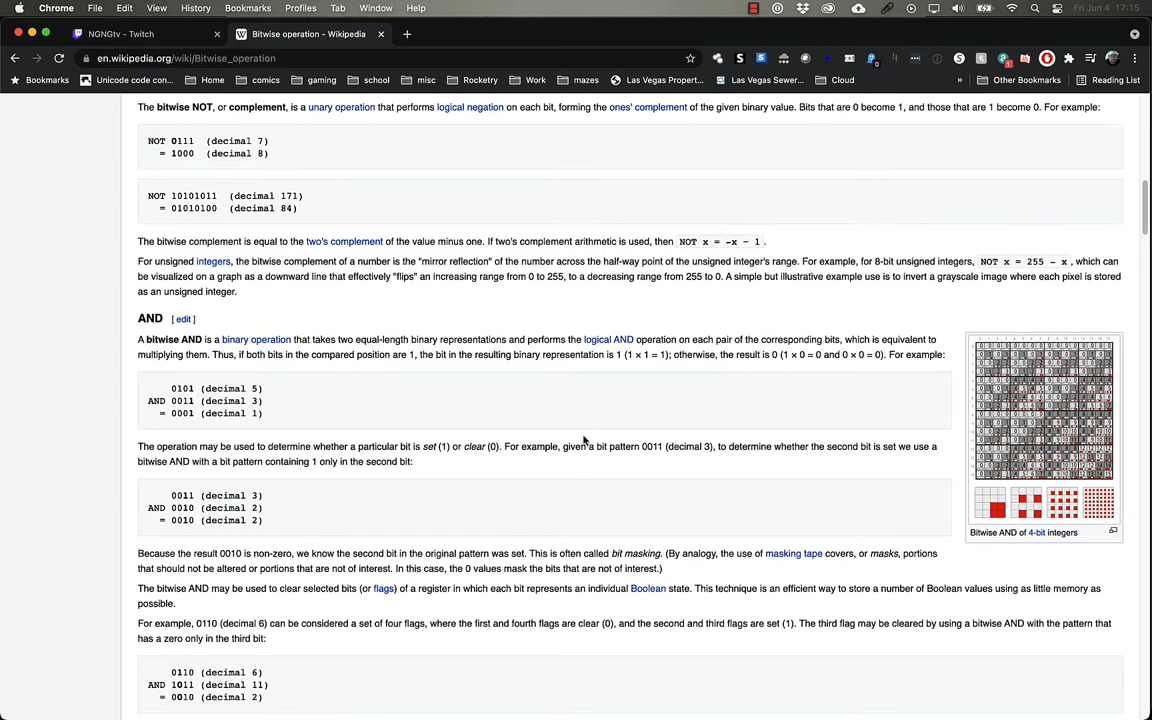 Chrome File Edit View History Bookmarks Profiles Tab Window Help Fri Jun 4 17:15
NGNGtv - Twitch Bitwise operation - Wikipedia
en.wikipedia.org/wiki/Bitwise_operation
Bookmarks Unicode code con... Home comics gaming school misc Rocketry Work mazes Las Vegas Propert... Las Vegas Sewer... Cloud » Other Bookmarks Reading List
The bitwise NOT, or complement, is a unary operation that performs logical negation on each bit, forming the ones' complement of the given binary value. Bits that are 0 become 1, and those that are 1 become 0. For example:
NOT 0111 (decimal 7)
= 1000 (decimal 8)
NOT 10101011 (decimal 171)
= 01010100 (decimal 84)
The bitwise complement is equal to the two's complement of the value minus one. If two's complement arithmetic is used, then NOT x = -x − 1 .
For unsigned integers, the bitwise complement of a number is the "mirror reflection" of the number across the half-way point of the unsigned integer's range. For example, for 8-bit unsigned integers, NOT x = 255 - x , which can
be visualized on a graph as a downward line that effectively "flips" an increasing range from 0 to 255, to a decreasing range from 255 to 0. A simple but illustrative example use is to invert a grayscale image where each pixel is stored
as an unsigned integer.
AND [ edit ]
A bitwise AND is a binary operation that takes two equal-length binary representations and performs the logical AND operation on each pair of the corresponding bits, which is equivalent to
multiplying them. Thus, if both bits in the compared position are 1, the bit in the resulting binary representation is 1 (1 × 1 = 1); otherwise, the result is 0 (1 × 0 = 0 and 0 × 0 = 0). For example:
0101 (decimal 5)
AND 0011 (decimal 3)
= 0001 (decimal 1)
The operation may be used to determine whether a particular bit is set (1) or clear (0). For example, given a bit pattern 0011 (decimal 3), to determine whether the second bit is set we use a
bitwise AND with a bit pattern containing 1 only in the second bit:
0011 (decimal 3)
AND 0010 (decimal 2)
= 0010 (decimal 2)
Bitwise AND of 4-bit integers
Because the result 0010 is non-zero, we know the second bit in the original pattern was set. This is often called bit masking. (By analogy, the use of masking tape covers, or masks, portions
that should not be altered or portions that are not of interest. In this case, the 0 values mask the bits that are not of interest.)
The bitwise AND may be used to clear selected bits (or flags) of a register in which each bit represents an individual Boolean state. This technique is an efficient way to store a number of Boolean values using as little memory as
possible.
For example, 0110 (decimal 6) can be considered a set of four flags, where the first and fourth flags are clear (0), and the second and third flags are set (1). The third flag may be cleared by using a bitwise AND with the pattern that
has a zero only in the third bit:
0110 (decimal 6)
AND 1011 (decimal 11)
= 0010 (decimal 2)